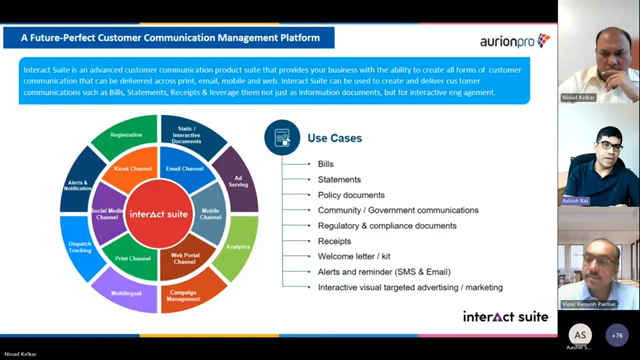 A Future-Perfect Customer Communication Management Platform
aurionpro
Interact Suite is an advanced customer communication product suite that provides your business with the ability to create all forms of customer
communication that can be delivered across print, email, mobile and web. Interact Suite can be used to create and deliver customer
communications such as Bills, Statements, Receipts & leverage them not just as information documents, but for interactive engagement.
Registration
Static /
Interactive
Documents
Ad
Serving
Analytics
Campaign
Management
Multilingual
Dispatch
Tracking
Alerts &
Notification
Kiosk Channel
Email Channel
Mobile
Channel
Web Portal
Channel
Print Channel
Social Media
Channel
interAct suite
Use Cases
Bills
Statements
Policy documents
Community / Government communications
Regulatory & compliance documents
Receipts
Welcome letter / kit
Alerts and reminder (SMS & Email)
Interactive visual targeted advertising / marketing
interAct suite
Ninad Kelkar
Ninad Kelkar
Ashish Rai
Vipul Ramesh Parmar
AS
+76